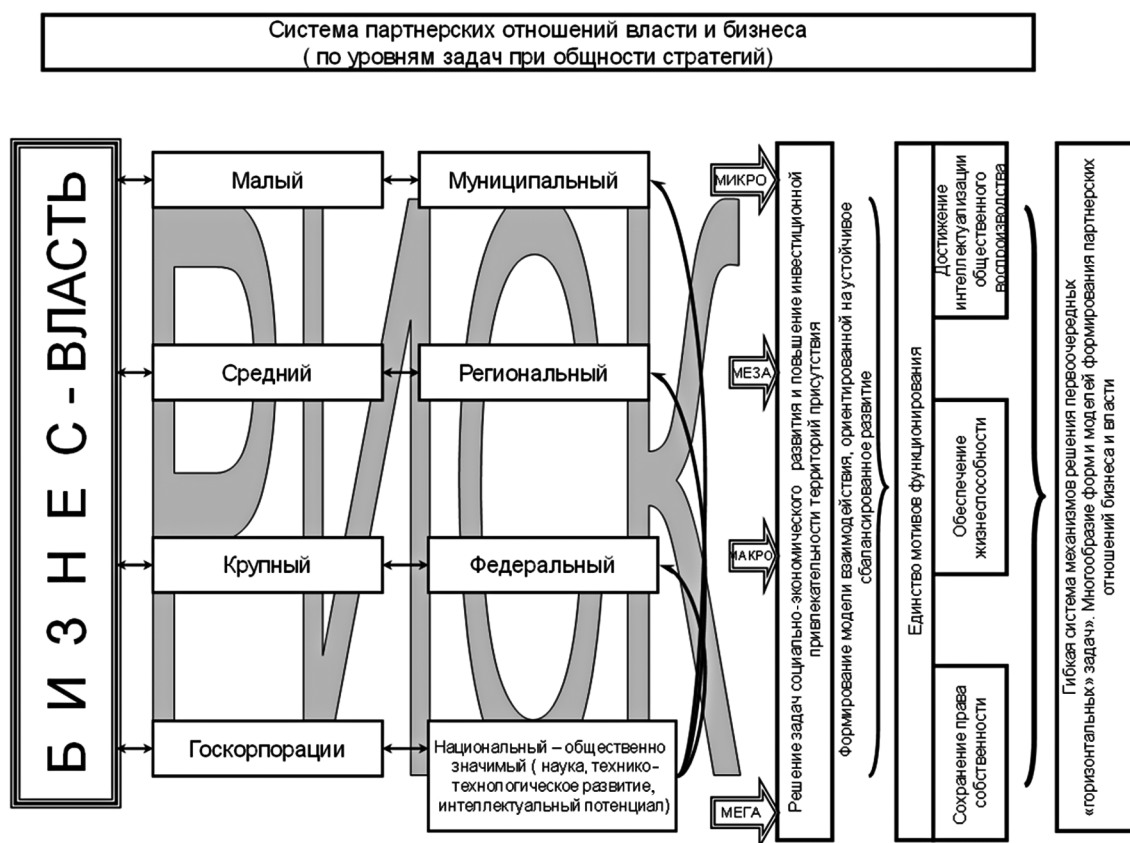 Система партнерских отношений власти и бизнеса
( по уровням задач при общности стратегий)
БИЗНЕС-ВЛАСТЬ
РИСК
Малый
Муниципальный
МИКРО
Средний
Региональный
МЕЗА
Крупный
Федеральный
МАКРО
Госкорпорации
Национальный – общественно
значимый ( наука, технико-
технологическое развитие,
интеллектуальный потенциал)
МЕГА
Решение задач социально-экономического развития и повышение инвестиционной
привлекательности территорий присутствия
Формирование модели взаимодействия, ориентированной на устойчивое
сбалансированное развитие
Единство мотивов функционирования
Достижение
интеллектуализации
общественного
воспроизводства
Обеспечение
жизнеспособности
Сохранение права
собственности
Гибкая система механизмов решения первоочередных
«горизонтальных» задач». Многообразие форм и моделей формирования партнерских
отношений бизнеса и власти